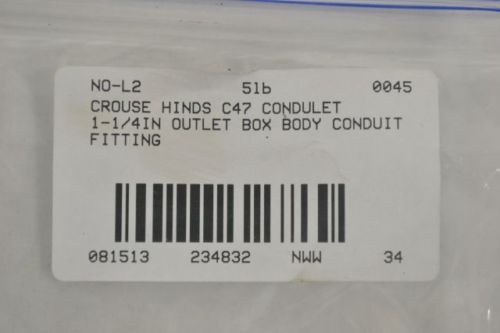 NO-L2 51b 0045
CROUSE HINDS C47 CONDULET
1-1/4IN OUTLET BOX BODY CONDUIT
FITTING
081513 234832 NWW 34